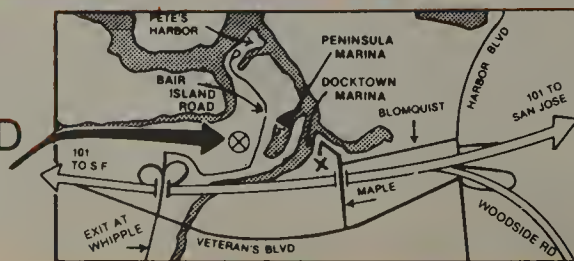 PETE'S
HARBOR
PENINSULA
MARINA
HARBOR BLVD
BAIR
ISLAND
ROAD
DOCKTOWN
MARINA
BLOMQUIST
101 TO
SAN JOSE
D
101
TO S F
X
MAPLE
EXIT AT
WHIPPLE
VETERAN'S BLVD
WOODSIDE RD